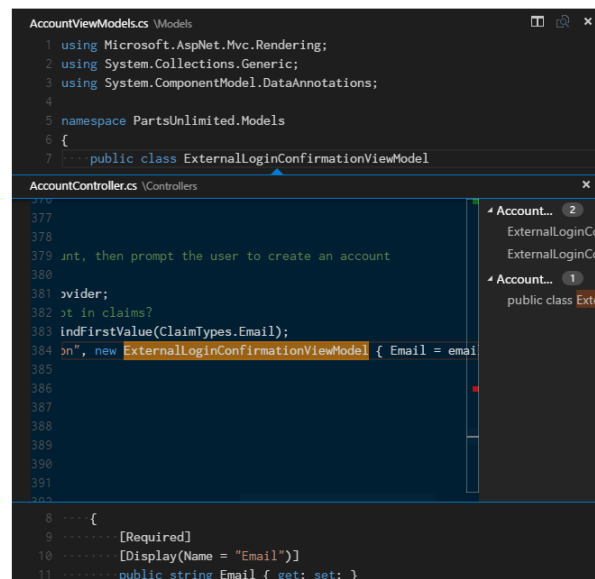 AccountViewModels.cs \Models
1 using Microsoft.AspNet.Mvc.Rendering;
2 using System.Collections.Generic;
3 using System.ComponentModel.DataAnnotations;
4
5 namespace PartsUnlimited.Models
6 {
7 ····public class ExternalLoginConfirmationViewModel
AccountController.cs \Controllers
376
377
378
379 unt, then prompt the user to create an account
380
381 ovider;
382 ot in claims?
383 indFirstValue(ClaimTypes.Email);
384 on", new ExternalLoginConfirmationViewModel { Email = emai
385
386
387
388
389
390
391
392
Account... 2
ExternalLoginCo
ExternalLoginCo
Account... 1
public class Exte
8 ····{
9 ········[Required]
10 ········[Display(Name = "Email")]
11 ········public string Email { get; set; }